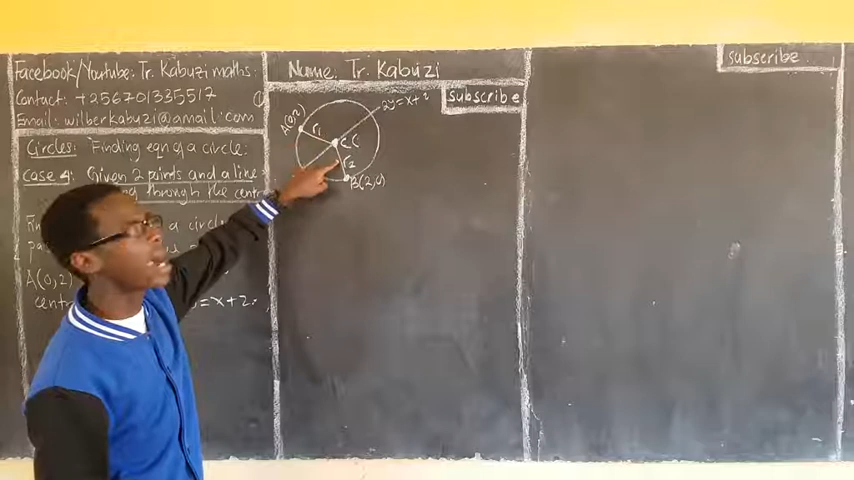 Facebook/Youtube: Tr. Kabuzi maths.
Contact: +256701335517
Email: wilberkabuzi@gmail.com
Circles: Finding eqn of a circle.
Case 4: Given 2 points and a line
through the
a circle
A(0,2)
=x+2.
Name: Tr. Kabuzi
subscribe
①
A(0,2)
r₁
2y=x+2
C(
r₂
B(2,0)
subscribe